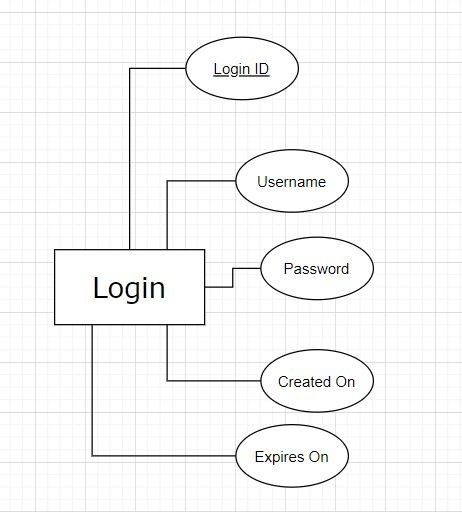 Login ID
Username
Password
Login
Created On
Expires On